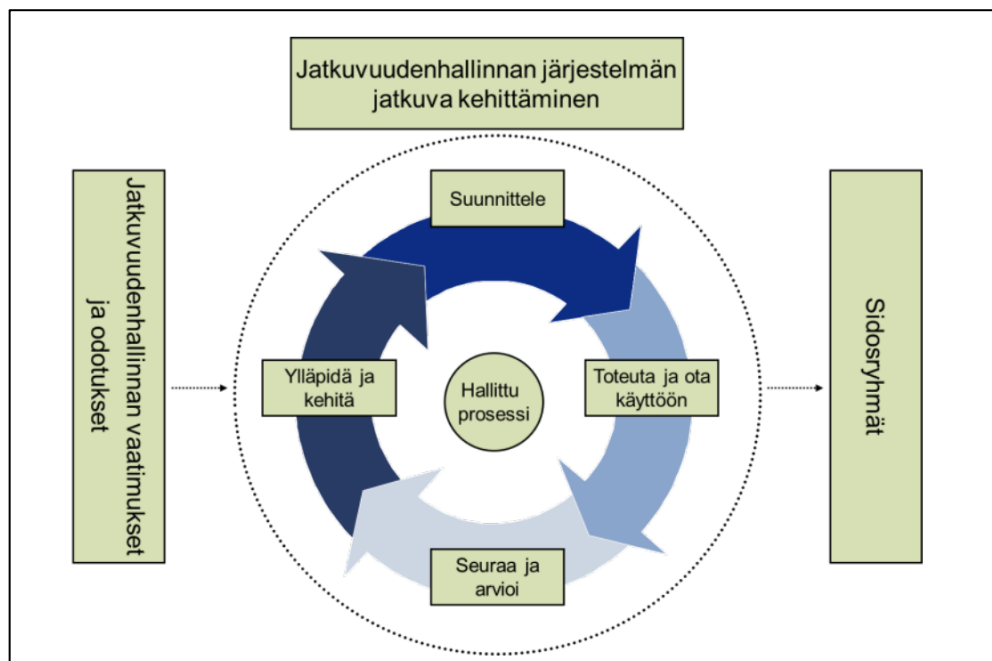 Jatkuvuudenhallinnan järjestelmän
jatkuva kehittäminen
Jatkuvuudenhallinnan vaatimukset
ja odotukset
Suunnittele
Ylläpidä ja
kehitä
Hallittu
prosessi
Toteuta ja ota
käyttöön
Seuraa ja
arvioi
Sidosryhmät